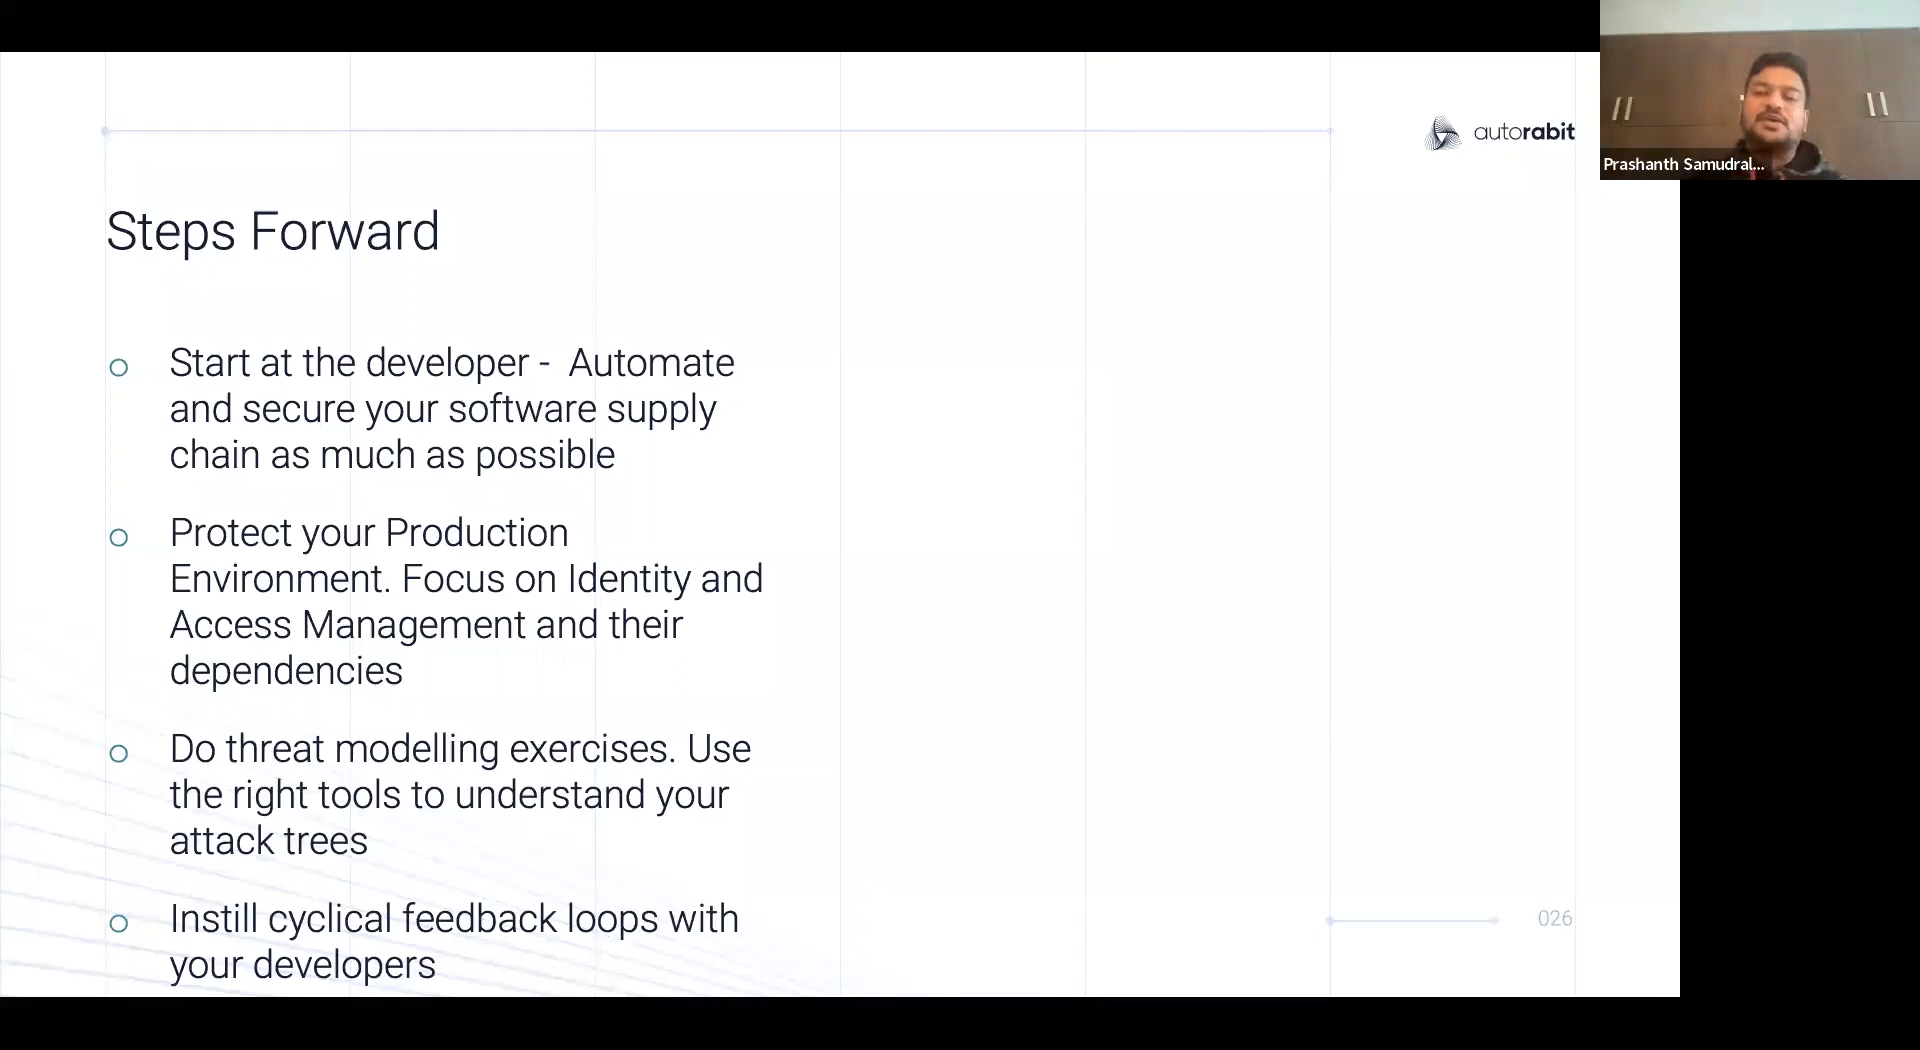 autorabit
Prashanth Samudral...
Steps Forward
Start at the developer - Automate
and secure your software supply
chain as much as possible
Protect your Production
Environment. Focus on Identity and
Access Management and their
dependencies
Do threat modelling exercises. Use
the right tools to understand your
attack trees
Instill cyclical feedback loops with
your developers
026